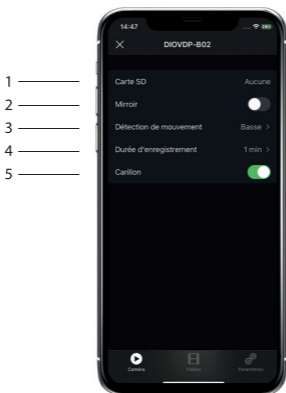 14:47
DIOVDP-B02
1 Carte SD Aucune
2 Mirroir
3 Détection de mouvement Basse >
4 Durée d'enregistrement 1 min >
5 Carillon
Caméra Vidéos Paramètres